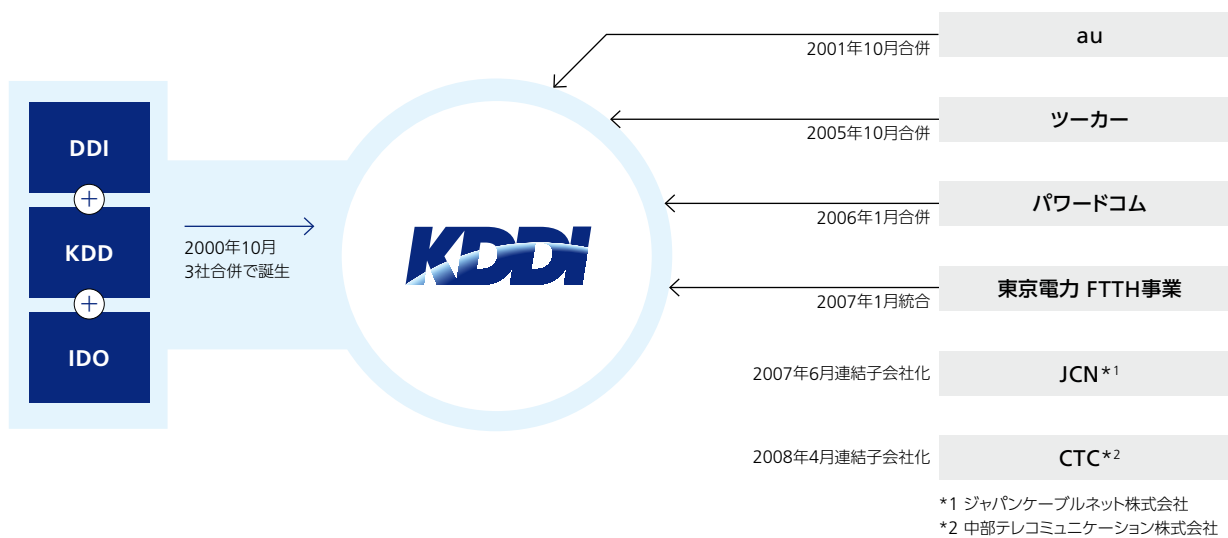 DDI
+
KDD
+
IDO
2000年10月
3社合併で誕生
KDDI
au
2001年10月合併
ツーカー
2005年10月合併
パワードコム
2006年1月合併
東京電力 FTTH事業
2007年1月統合
2007年6月連結子会社化
JCN*1
2008年4月連結子会社化
CTC*2
*1 ジャパンケーブルネット株式会社
*2 中部テレコミュニケーション株式会社